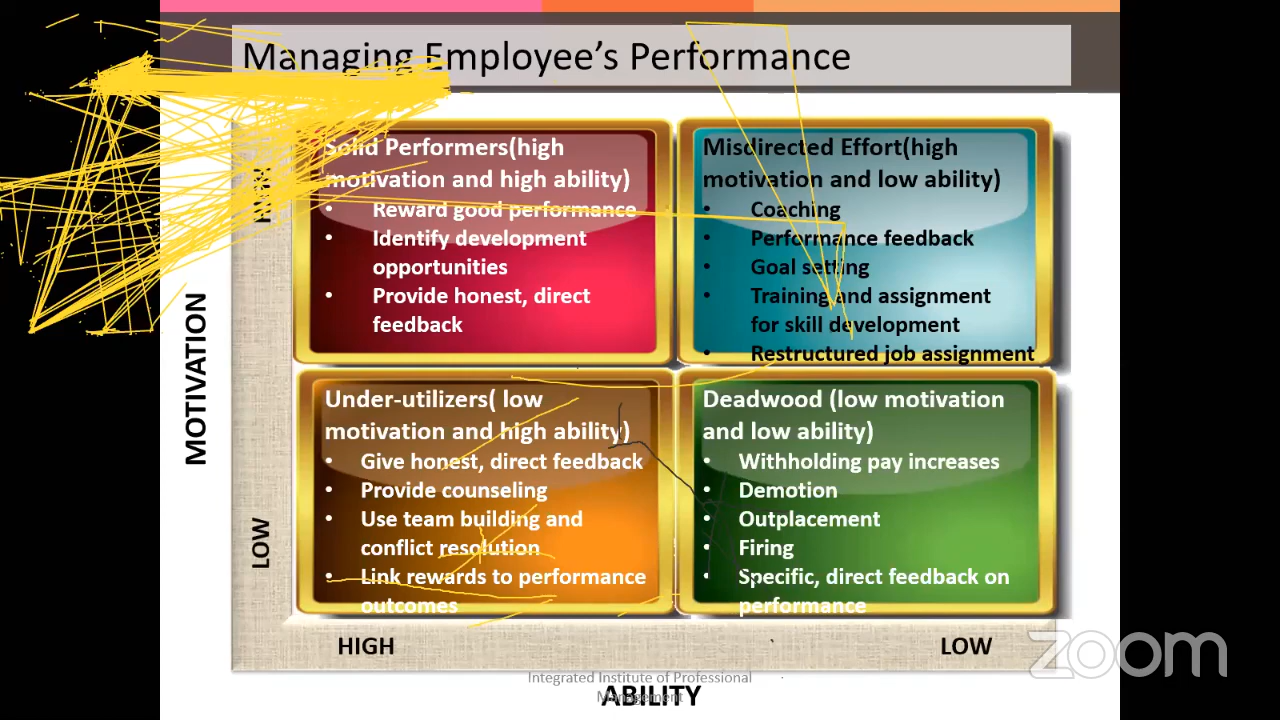 Managing Employee's Performance
Solid Performers(high
motivation and high ability)
• Reward good performance
• Identify development
opportunities
• Provide honest, direct
feedback
Misdirected Effort(high
motivation and low ability)
• Coaching
• Performance feedback
• Goal setting
• Training and assignment
for skill development
• Restructured job assignment
MOTIVATION
LOW
Under-utilizers( low
motivation and high ability)
• Give honest, direct feedback
• Provide counseling
• Use team building and
conflict resolution
• Link rewards to performance
outcomes
Deadwood (low motivation
and low ability)
• Withholding pay increases
• Demotion
• Outplacement
• Firing
• Specific, direct feedback on
performance
HIGH
LOW
zoom
Integrated Institute of Professional
Management
ABILITY